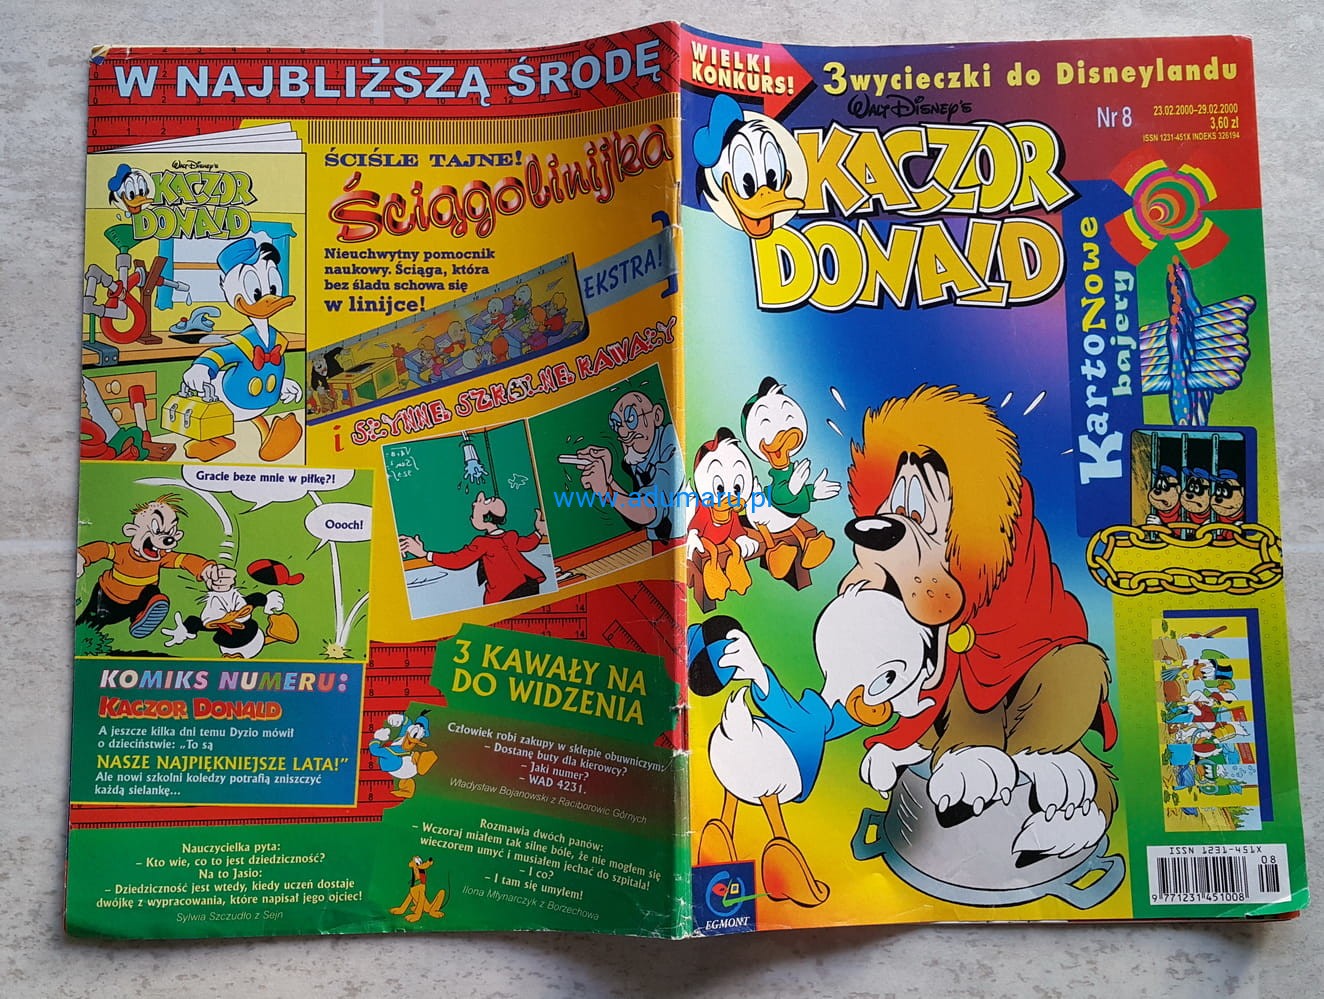 W NAJBLIŻSZĄ ŚRODĘ
WALT DISNEY'S
KACZOR
DONALD
ŚCIŚLE TAJNE!
Ściągolinijka
Nieuchwytny pomocnik
naukowy. Ściąga, która
bez śladu schowa się
w linijce!
EKSTRA!
i SŁYNNE SZKOLNE KAWAŁY
Gracie beze mnie w piłkę?!
Oooch!
KOMIKS NUMERU:
KACZOR DONALD
A jeszcze kilka dni temu Dyzio mówił
o dzieciństwie: „To są
NASZE NAJPIĘKNIEJSZE LATA!”
Ale nowi szkolni koledzy potrafią zniszczyć
każdą sielankę...
3 KAWAŁY NA
DO WIDZENIA
Człowiek robi zakupy w sklepie obuwniczym:
– Dostanę buty dla kierowcy?
– Jaki numer?
– WAD 4231.
Władysław Bojanowski z Raciborowic Górnych
Rozmawia dwóch panów:
– Wczoraj miałem tak silne bóle, że nie mogłem się
wieczorem umyć i musiałem jechać do szpitala!
– I co?
– I tam się umyłem!
Ilona Młynarczyk z Borzechowa
Nauczycielka pyta:
– Kto wie, co to jest dziedziczność?
Na to Jasio:
– Dziedziczność jest wtedy, kiedy uczeń dostaje
dwójkę z wypracowania, które napisał jego ojciec!
Sylwia Szczudło z Sejn
www.adumaru.pl
WIELKI
KONKURS!
3 wycieczki do Disneylandu
WALT DISNEY'S
KACZOR
DONALD
Nr 8
23.02.2000–29.02.2000
3,60 zł
ISSN 1231-451X INDEKS 326194
KartoNowe
bajery
EGMONT
ISSN 1231-451X
08
9 771231 451008